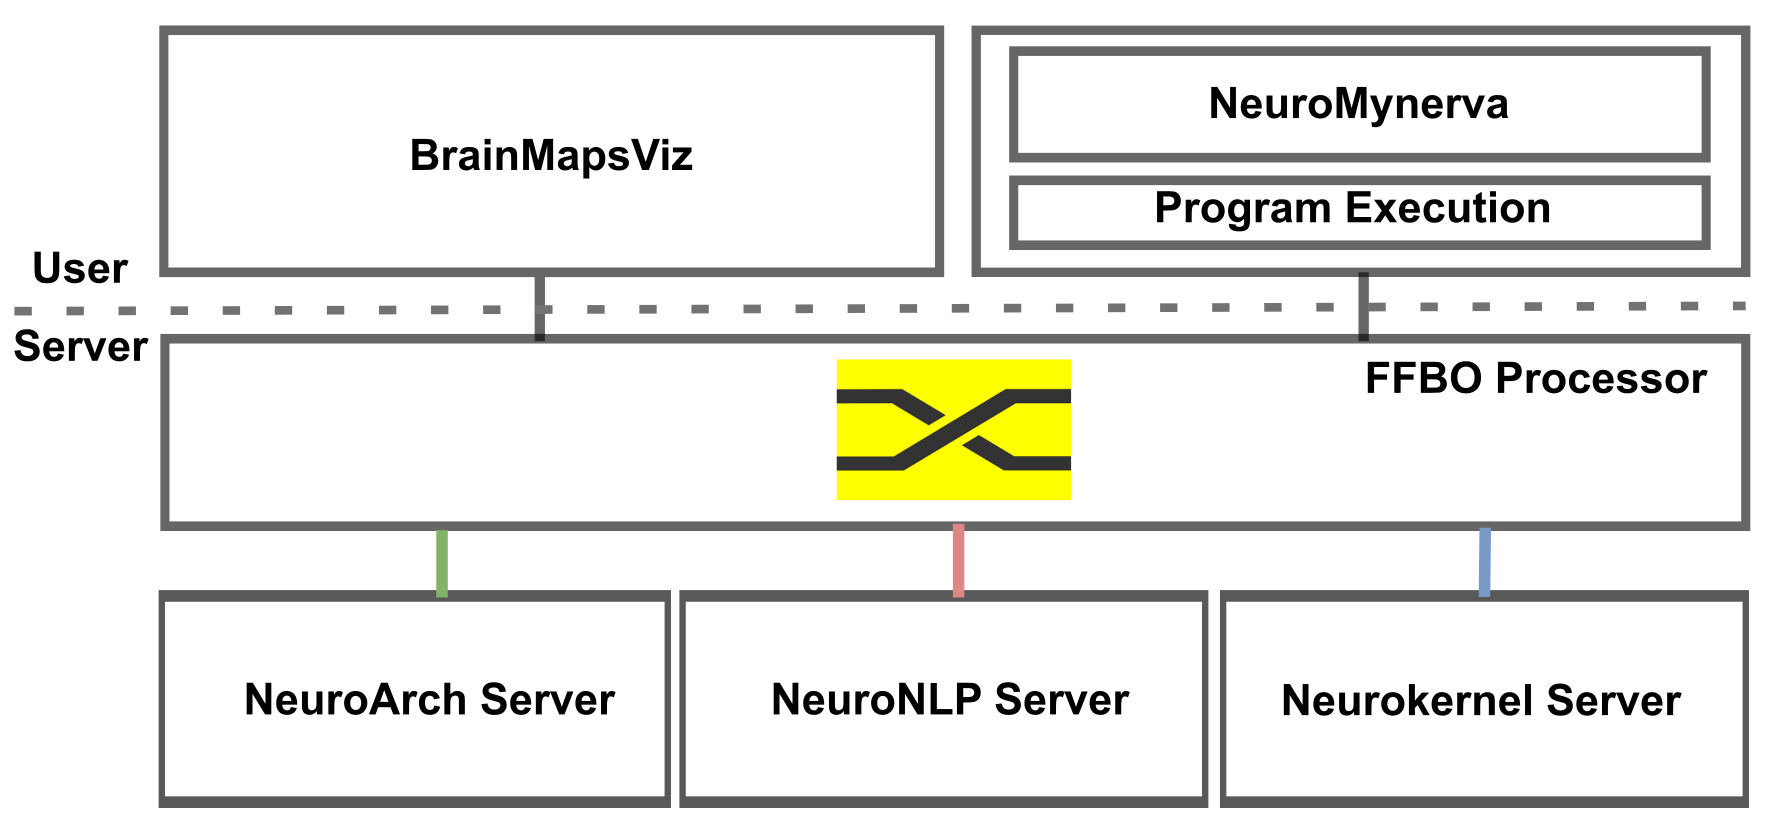 BrainMapsViz
NeuroMynerva
Program Execution
User
Server
FFBO Processor
NeuroArch Server
NeuroNLP Server
Neurokernel Server